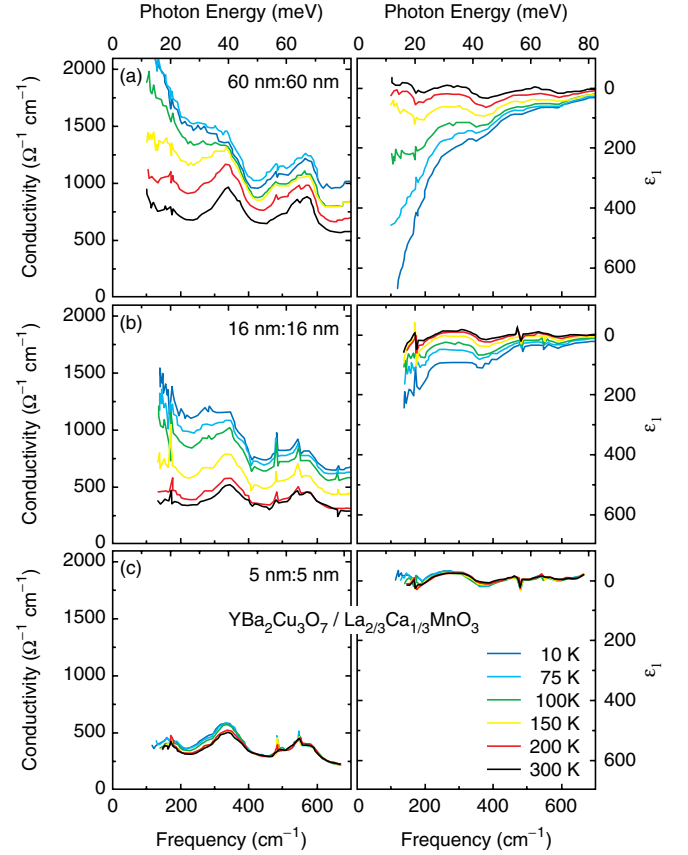 Photon Energy (meV) Photon Energy (meV)
0 20 40 60 80 0 20 40 60 80
(a) 60 nm:60 nm
2000
1500
1000
500
0
Conductivity (Ω⁻¹ cm⁻¹)
0
200
400
600
ε₁
(b) 16 nm:16 nm
2000
1500
1000
500
0
Conductivity (Ω⁻¹ cm⁻¹)
0
200
400
600
ε₁
(c) 5 nm:5 nm
2000
1500
1000
500
0
Conductivity (Ω⁻¹ cm⁻¹)
YBa₂Cu₃O₇ / La₂/₃Ca₁/₃MnO₃
10 K
75 K
100K
150 K
200 K
300 K
0
200
400
600
ε₁
0 200 400 600 200 400 600
Frequency (cm⁻¹) Frequency (cm⁻¹)